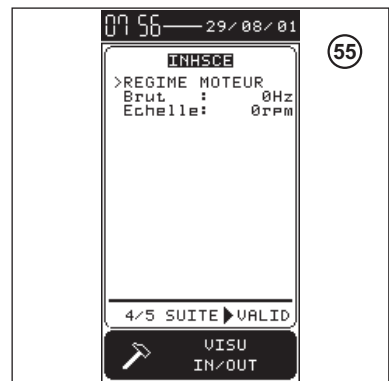 07 56 29/08/01
55
INHSCE
>REGIME MOTEUR
Brut : 0Hz
Echelle: 0rpm
4/5 SUITE▶VALID
VISU
IN/OUT